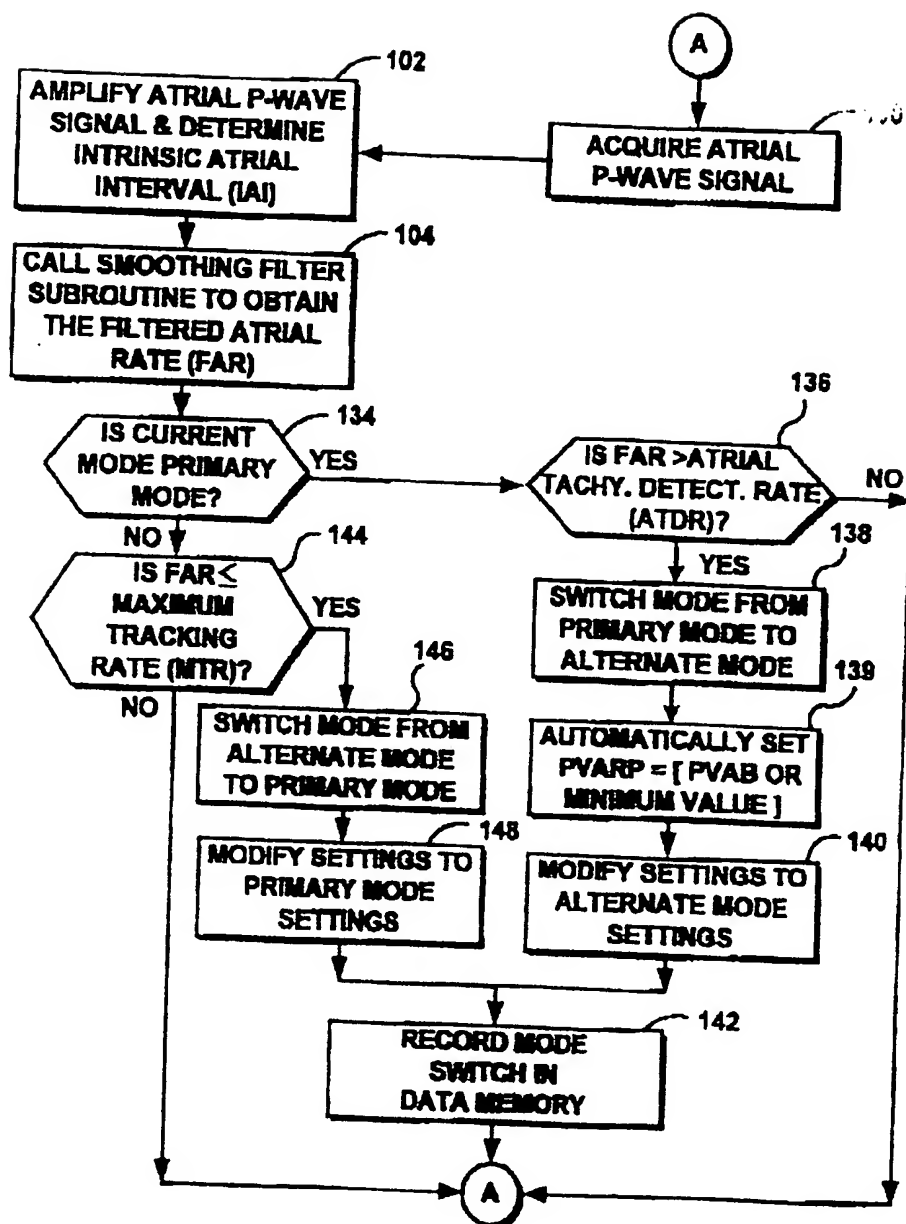 A
102
AMPLIFY ATRIAL P-WAVE
SIGNAL & DETERMINE
INTRINSIC ATRIAL
INTERVAL (IAI)
ACQUIRE ATRIAL
P-WAVE SIGNAL
104
CALL SMOOTHING FILTER
SUBROUTINE TO OBTAIN
THE FILTERED ATRIAL
RATE (FAR)
134
IS CURRENT
MODE PRIMARY
MODE?
YES
NO
136
IS FAR >ATRIAL
TACHY. DETECT. RATE
(ATDR)?
NO
YES
144
IS FAR ≤
MAXIMUM
TRACKING
RATE (MTR)?
YES
NO
138
SWITCH MODE FROM
PRIMARY MODE TO
ALTERNATE MODE
146
SWITCH MODE FROM
ALTERNATE MODE
TO PRIMARY MODE
139
AUTOMATICALLY SET
PVARP = [ PVAB OR
MINIMUM VALUE ]
148
MODIFY SETTINGS TO
PRIMARY MODE
SETTINGS
140
MODIFY SETTINGS TO
ALTERNATE MODE
SETTINGS
142
RECORD MODE
SWITCH IN
DATA MEMORY
A